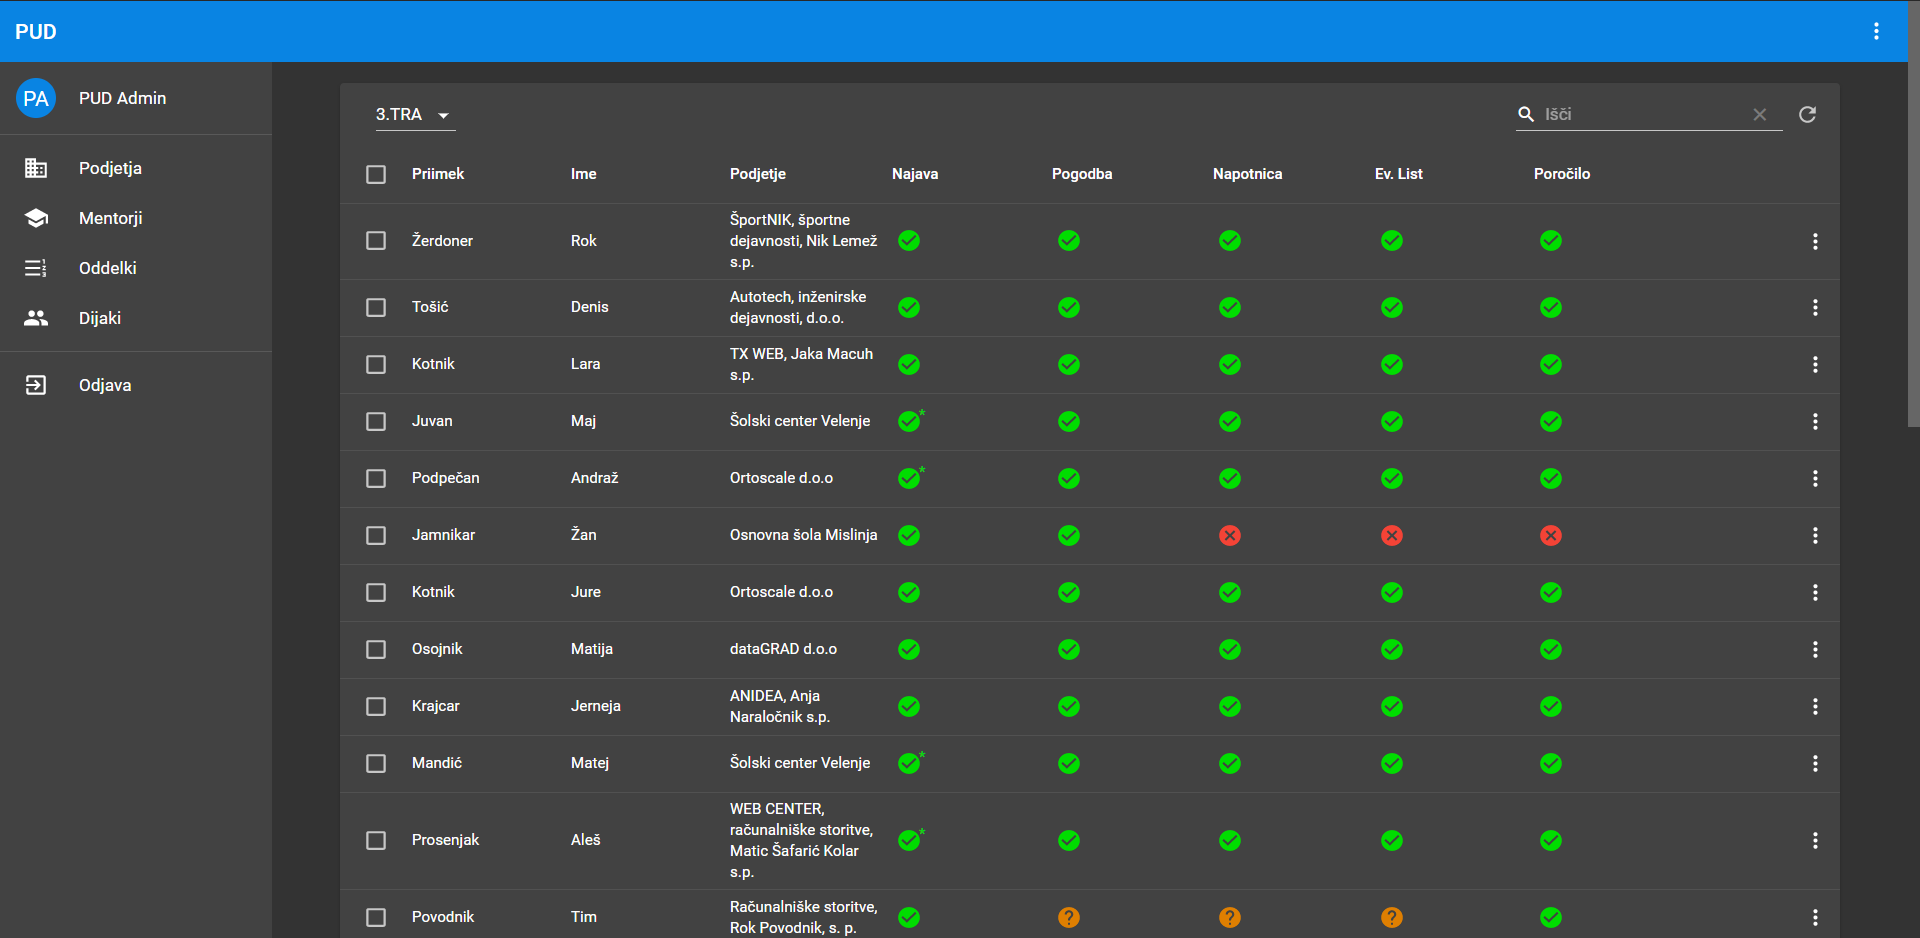 PUD
PA PUD Admin
Podjetja
Mentorji
Oddelki
Dijaki
Odjava
3.TRA
Išči
Priimek Ime Podjetje Najava Pogodba Napotnica Ev. List Poročilo
Žerdoner Rok ŠportNIK, športne
dejavnosti, Nik Lemež
s.p.
Tošić Denis Autotech, inženirske
dejavnosti, d.o.o.
Kotnik Lara TX WEB, Jaka Macuh
s.p.
Juvan Maj Šolski center Velenje *
Podpečan Andraž Ortoscale d.o.o *
Jamnikar Žan Osnovna šola Mislinja
Kotnik Jure Ortoscale d.o.o
Osojnik Matija dataGRAD d.o.o
Krajcar Jerneja ANIDEA, Anja
Naraločnik s.p.
Mandić Matej Šolski center Velenje *
Prosenjak Aleš WEB CENTER,
računalniške storitve,
Matic Šafarić Kolar
s.p. *
Povodnik Tim Računalniške storitve,
Rok Povodnik, s. p. ? ? ?